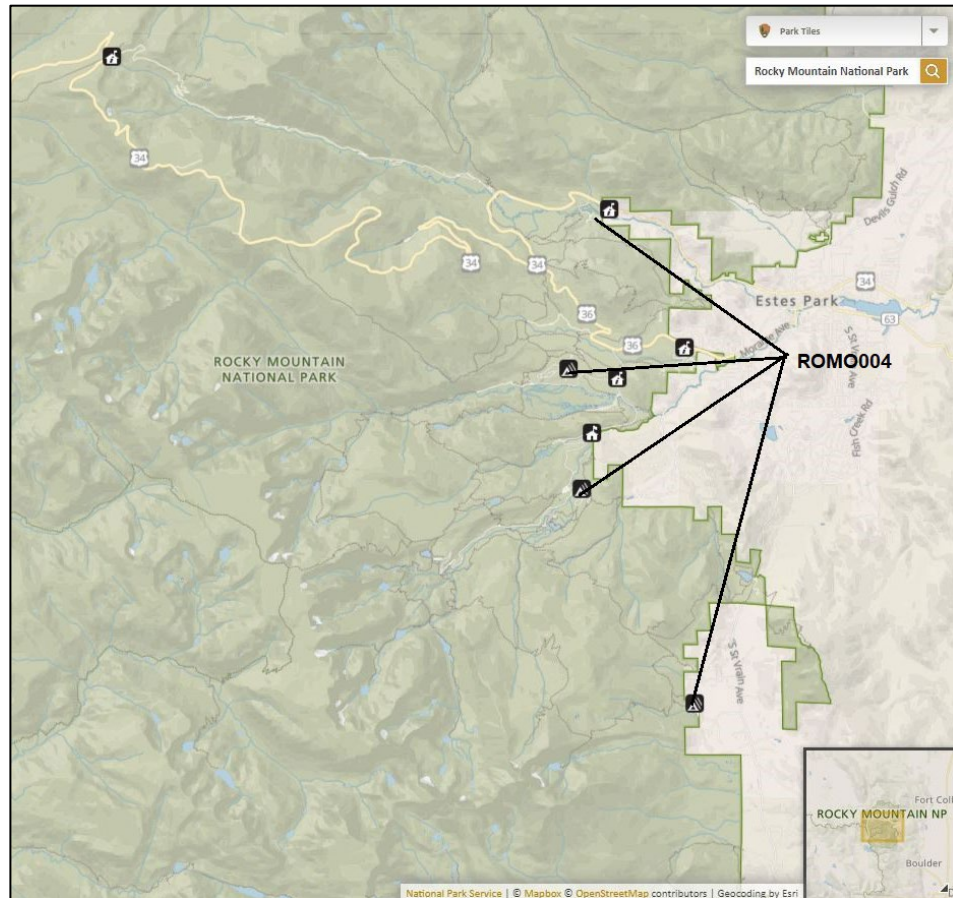 Park Tiles
Rocky Mountain National Park
34
Devils Gulch Rd
34
34
34
Estes Park
63
36
36
Moraine Ave
S St Vrain Ave
ROMO004
ROCKY MOUNTAIN
NATIONAL PARK
Fish Creek Rd
S St Vrain Ave
Fort Coll
ROCKY MOUNTAIN NP
Boulder
National Park Service | © Mapbox © OpenStreetMap contributors | Geocoding by Esri